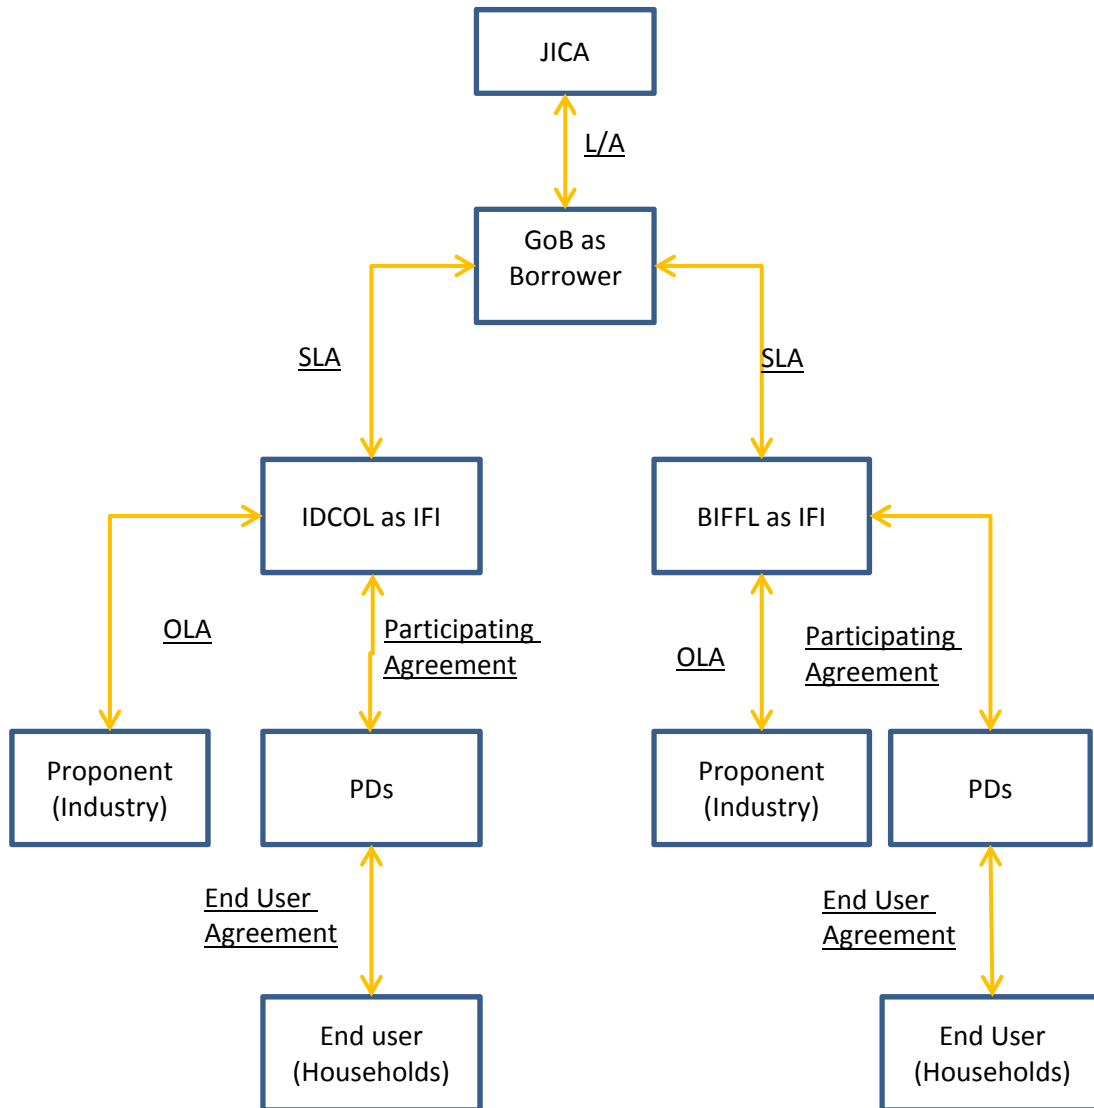 JICA
L/A
GoB as
Borrower
SLA
SLA
IDCOL as IFI
BIFFL as IFI
OLA
Participating
Agreement
OLA
Participating
Agreement
Proponent
(Industry)
PDs
Proponent
(Industry)
PDs
End User
Agreement
End User
Agreement
End user
(Households)
End User
(Households)